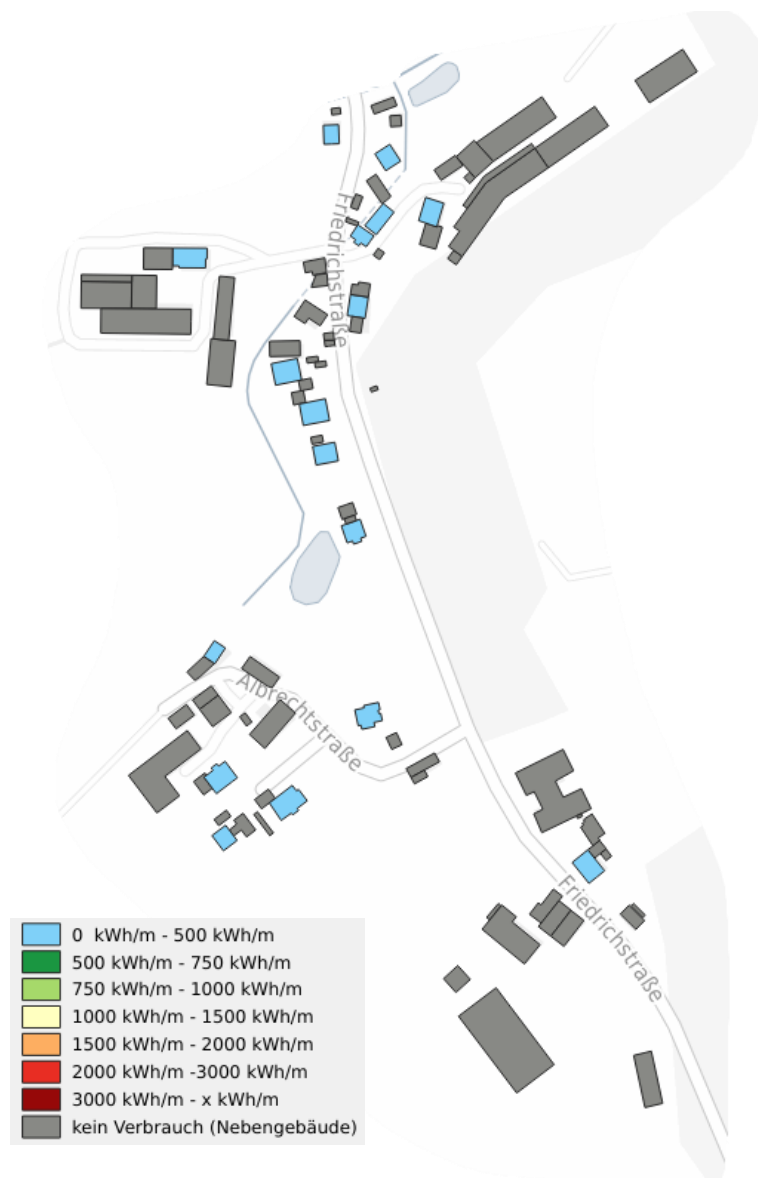 Friedrichstraße
Albrechtstraße
Friedrichstraße
0 kWh/m - 500 kWh/m
500 kWh/m - 750 kWh/m
750 kWh/m - 1000 kWh/m
1000 kWh/m - 1500 kWh/m
1500 kWh/m - 2000 kWh/m
2000 kWh/m -3000 kWh/m
3000 kWh/m - x kWh/m
kein Verbrauch (Nebengebäude)